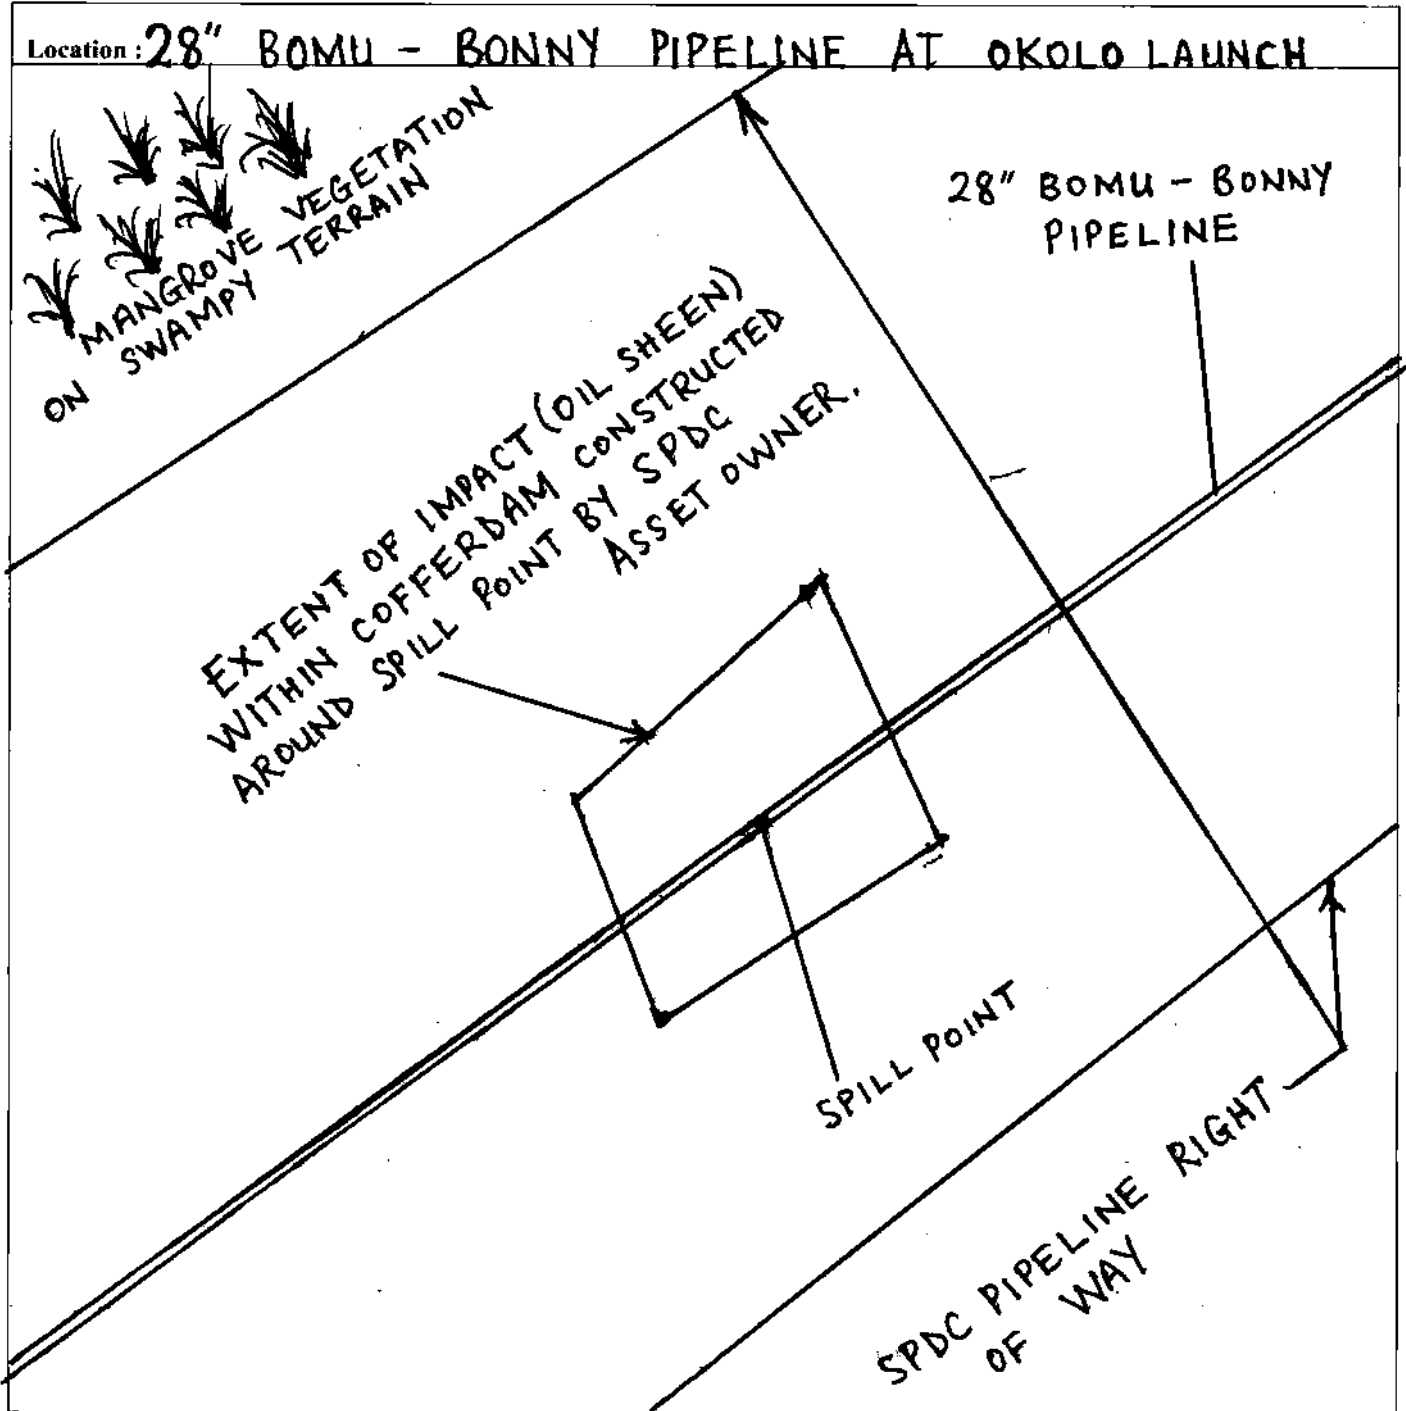 Location : 28" BOMU - BONNY PIPELINE AT OKOLO LAUNCH
MANGROVE VEGETATION
ON SWAMPY TERRAIN
28" BOMU - BONNY
PIPELINE
EXTENT OF IMPACT (OIL SHEEN)
WITHIN COFFERDAM CONSTRUCTED
AROUND SPILL POINT BY SPDC
ASSET OWNER.
SPILL POINT
SPDC PIPELINE RIGHT
OF WAY